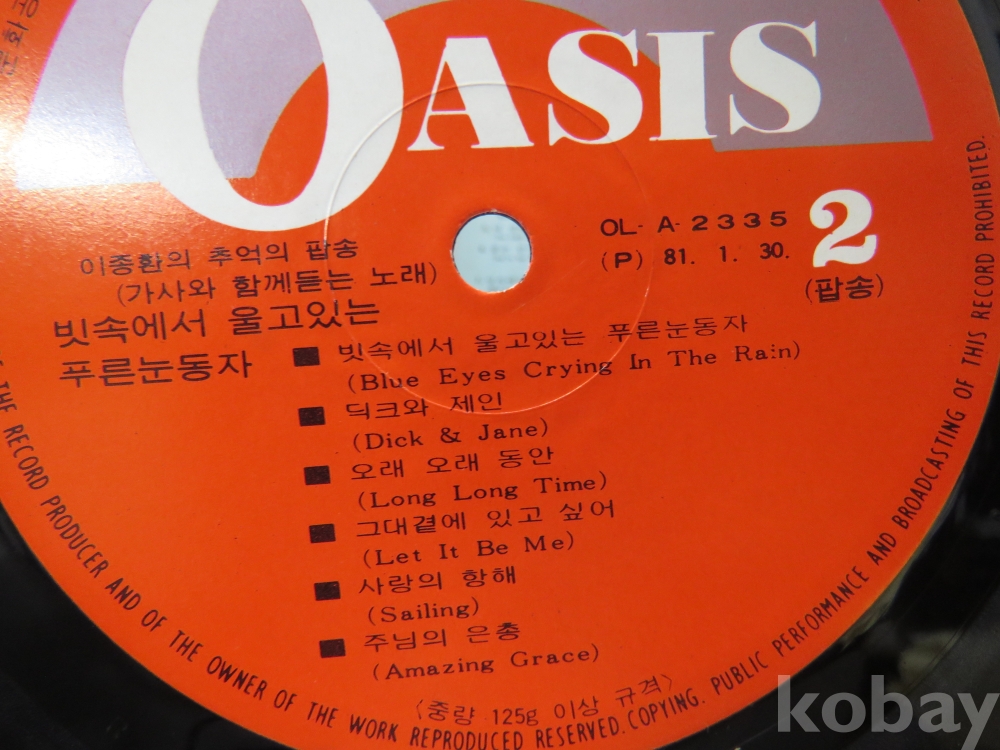 OASIS
OL- A- 2335
2
(P) 81. 1. 30.
(팝송)
이종환의 추억의 팝송
(가사와 함께듣는 노래)
빗속에서 울고있는
푸른눈동자
■ 빗속에서 울고있는 푸른눈동자
(Blue Eyes Crying In The Rain)
■ 딕크와 제인
(Dick & Jane)
■ 오래 오래 동안
(Long Long Time)
■ 그대곁에 있고 싶어
(Let It Be Me)
■ 사랑의 항해
(Sailing)
■ 주님의 은총
(Amazing Grace)
〈중량 125g 이상 규격〉
THE RECORD PRODUCER AND OF THE OWNER OF THE WORK REPRODUCED RESERVED. COPYING. PUBLIC PERFORMANCE AND BROADCASTING OF THIS RECORD PROHIBITED.
kobay